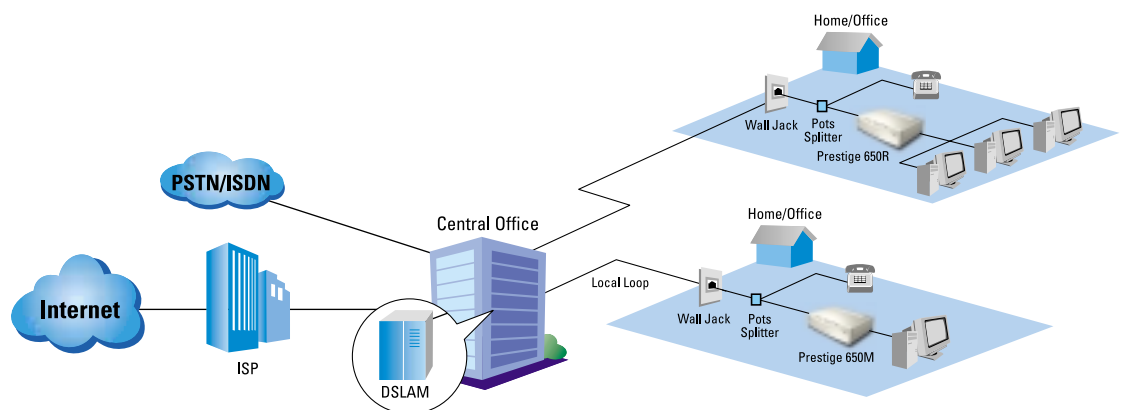 Home/Office
Wall Jack
Pots
Splitter
Prestige 650R
PSTN/ISDN
Central Office
Home/Office
Internet
Local Loop
Wall Jack
Pots
Splitter
Prestige 650M
ISP
DSLAM